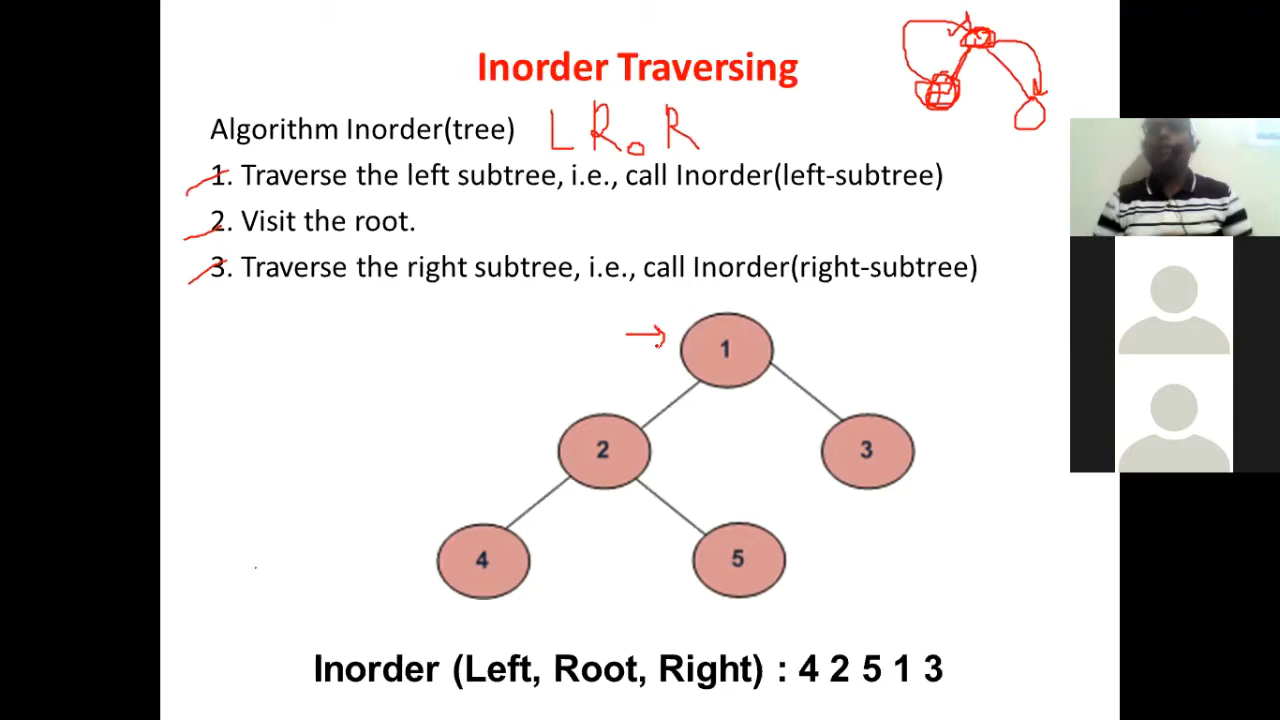 Inorder Traversing
Algorithm Inorder(tree) L Ro R
1. Traverse the left subtree, i.e., call Inorder(left-subtree)
2. Visit the root.
3. Traverse the right subtree, i.e., call Inorder(right-subtree)
1
2 3
4 5
Inorder (Left, Root, Right) : 4 2 5 1 3